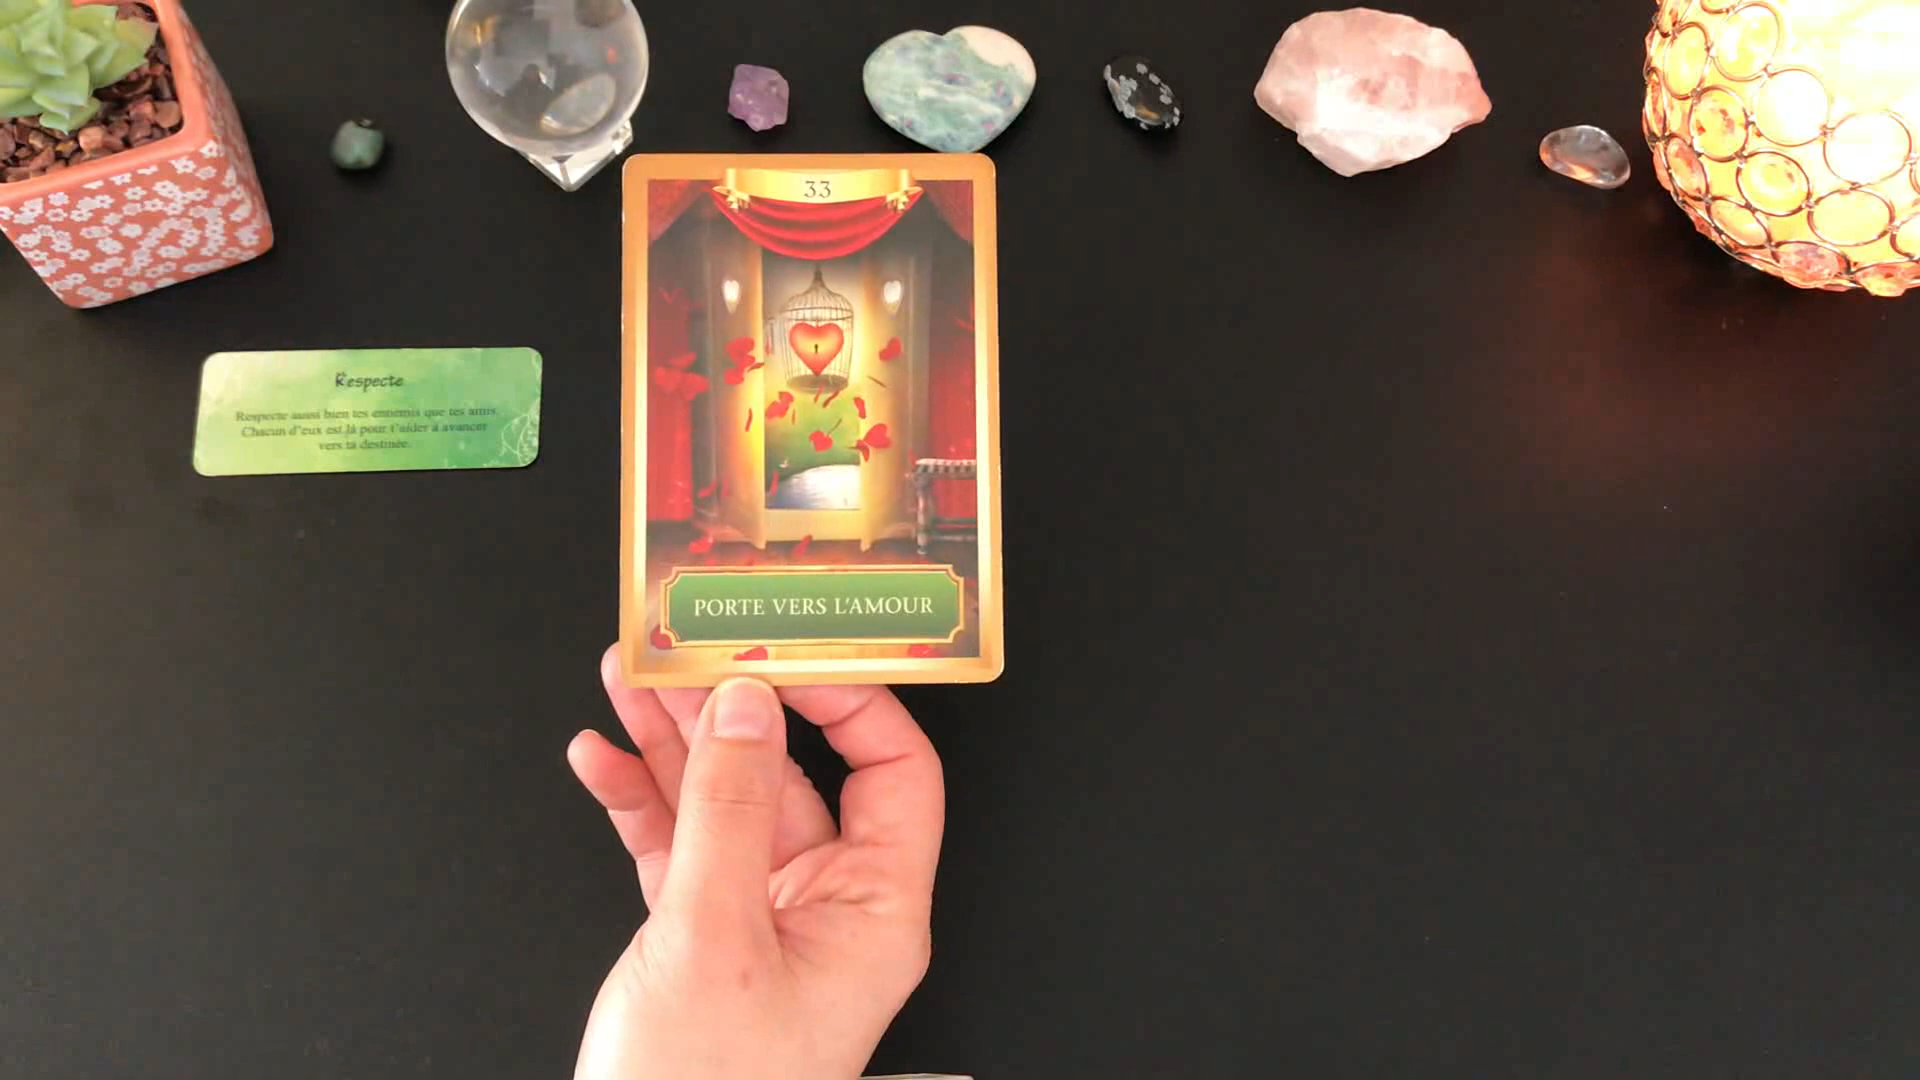 33
PORTE VERS L'AMOUR
Respecte
Respecte aussi bien tes ennemis que tes amis.
Chacun d'eux est là pour t'aider à avancer
vers ta destinée.